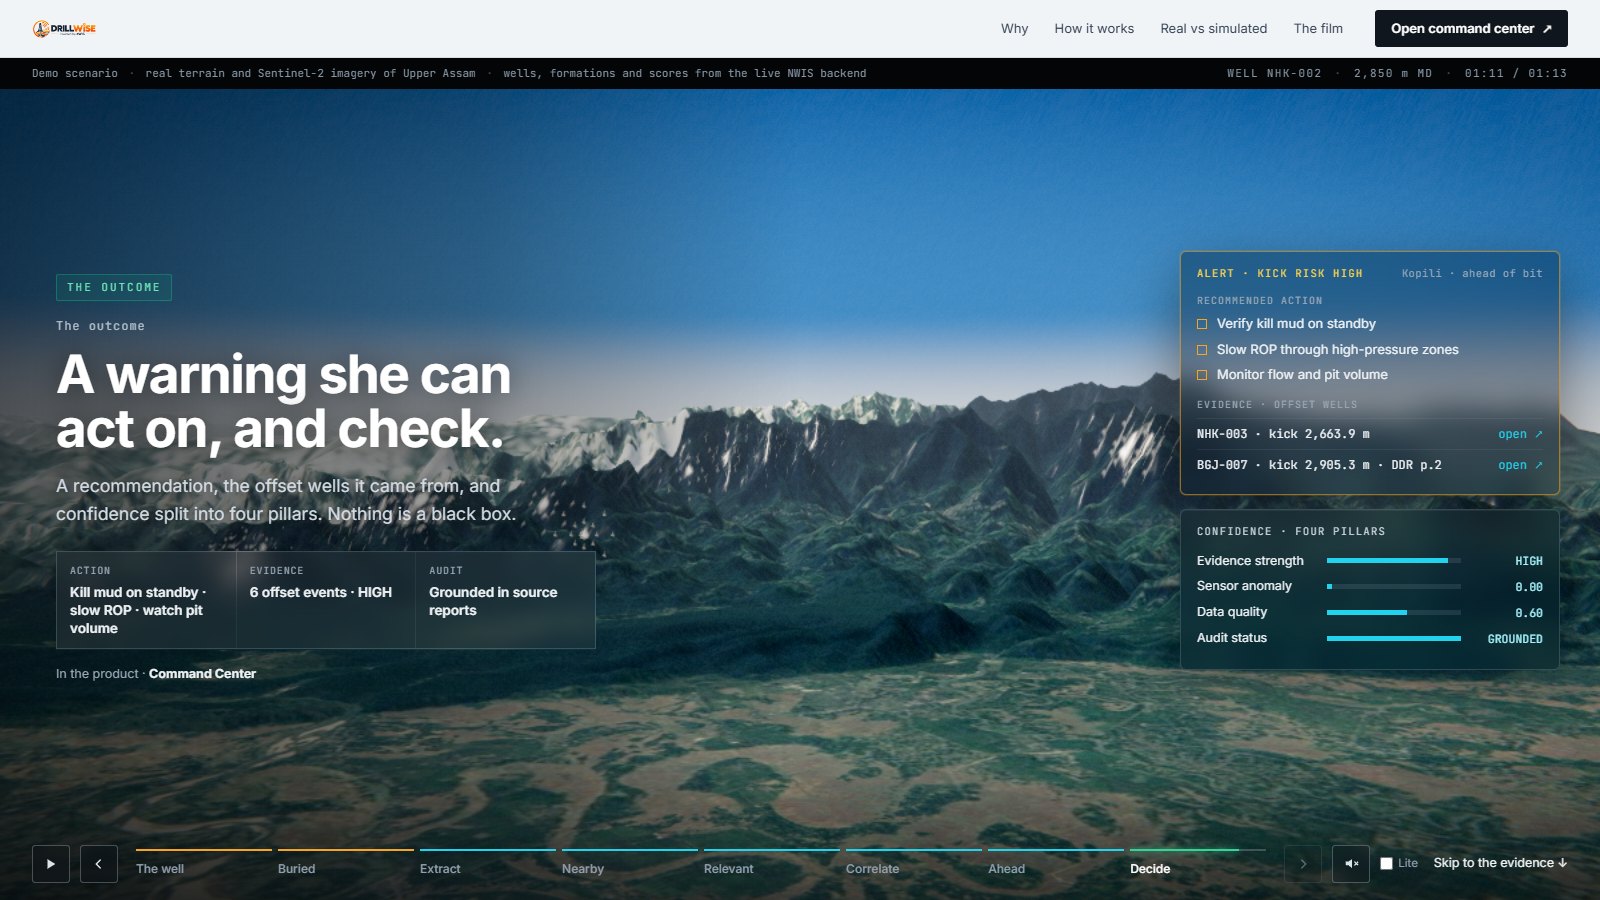 DRILLWISE
Why
How it works
Real vs simulated
The film
Open command center ↗
Demo scenario · real terrain and Sentinel-2 imagery of Upper Assam · wells, formations and scores from the live NWIS backend
WELL NHK-002 · 2,850 m MD · 01:11 / 01:13
THE OUTCOME
The outcome
A warning she can
act on, and check.
A recommendation, the offset wells it came from, and
confidence split into four pillars. Nothing is a black box.
ACTION
Kill mud on standby ·
slow ROP · watch pit
volume
EVIDENCE
6 offset events · HIGH
AUDIT
Grounded in source
reports
In the product · Command Center
ALERT · KICK RISK HIGH
Kopili · ahead of bit
RECOMMENDED ACTION
Verify kill mud on standby
Slow ROP through high-pressure zones
Monitor flow and pit volume
EVIDENCE · OFFSET WELLS
NHK-003 · kick 2,663.9 m open ↗
BGJ-007 · kick 2,905.3 m · DDR p.2 open ↗
CONFIDENCE · FOUR PILLARS
Evidence strength HIGH
Sensor anomaly 0.00
Data quality 0.60
Audit status GROUNDED
The well
Buried
Extract
Nearby
Relevant
Correlate
Ahead
Decide
Lite
Skip to the evidence ↓